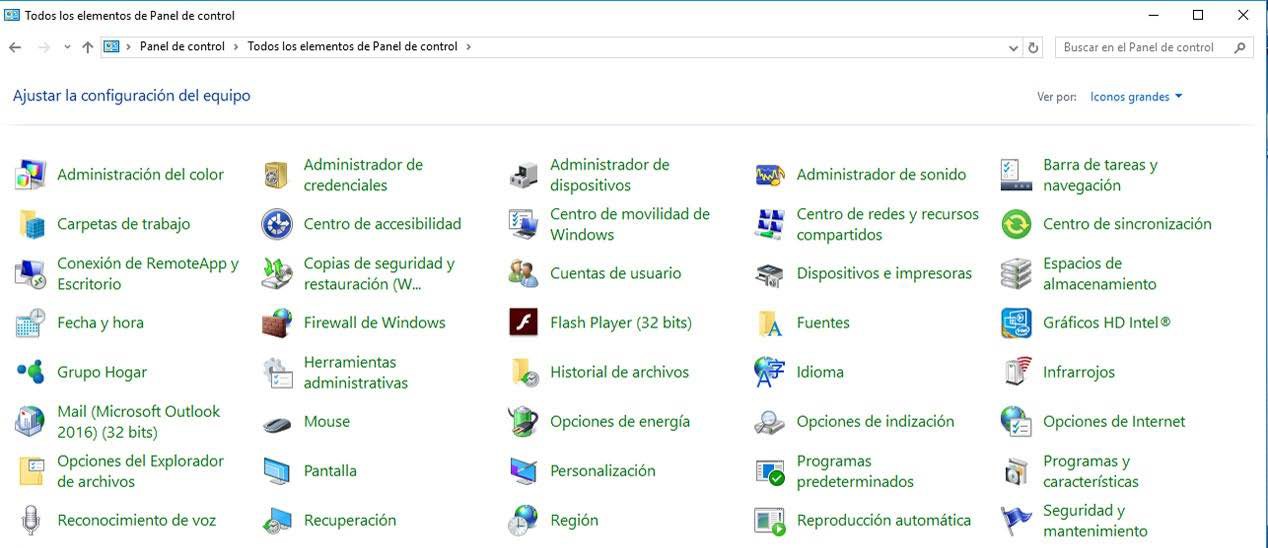 Todos los elementos de Panel de control
Panel de control
Todos los elementos de Panel de control
Buscar en el Panel de control
Ajustar la configuración del equipo
Ver por:
Iconos grandes
Administración del color
Administrador de
credenciales
Administrador de
dispositivos
Administrador de sonido
Barra de tareas y
navegación
Carpetas de trabajo
Centro de accesibilidad
Centro de movilidad de
Windows
Centro de redes y recursos
compartidos
Centro de sincronización
Conexión de RemoteApp y
Escritorio
Copias de seguridad y
restauración (W...
Cuentas de usuario
Dispositivos e impresoras
Espacios de
almacenamiento
Fecha y hora
Firewall de Windows
Flash Player (32 bits)
Fuentes
Gráficos HD Intel®
Grupo Hogar
Herramientas
administrativas
Historial de archivos
Idioma
Infrarrojos
Mail (Microsoft Outlook
2016) (32 bits)
Mouse
Opciones de energía
Opciones de indización
Opciones de Internet
Opciones del Explorador
de archivos
Pantalla
Personalización
Programas
predeterminados
Programas y
características
Reconocimiento de voz
Recuperación
Región
Reproducción automática
Seguridad y
mantenimiento